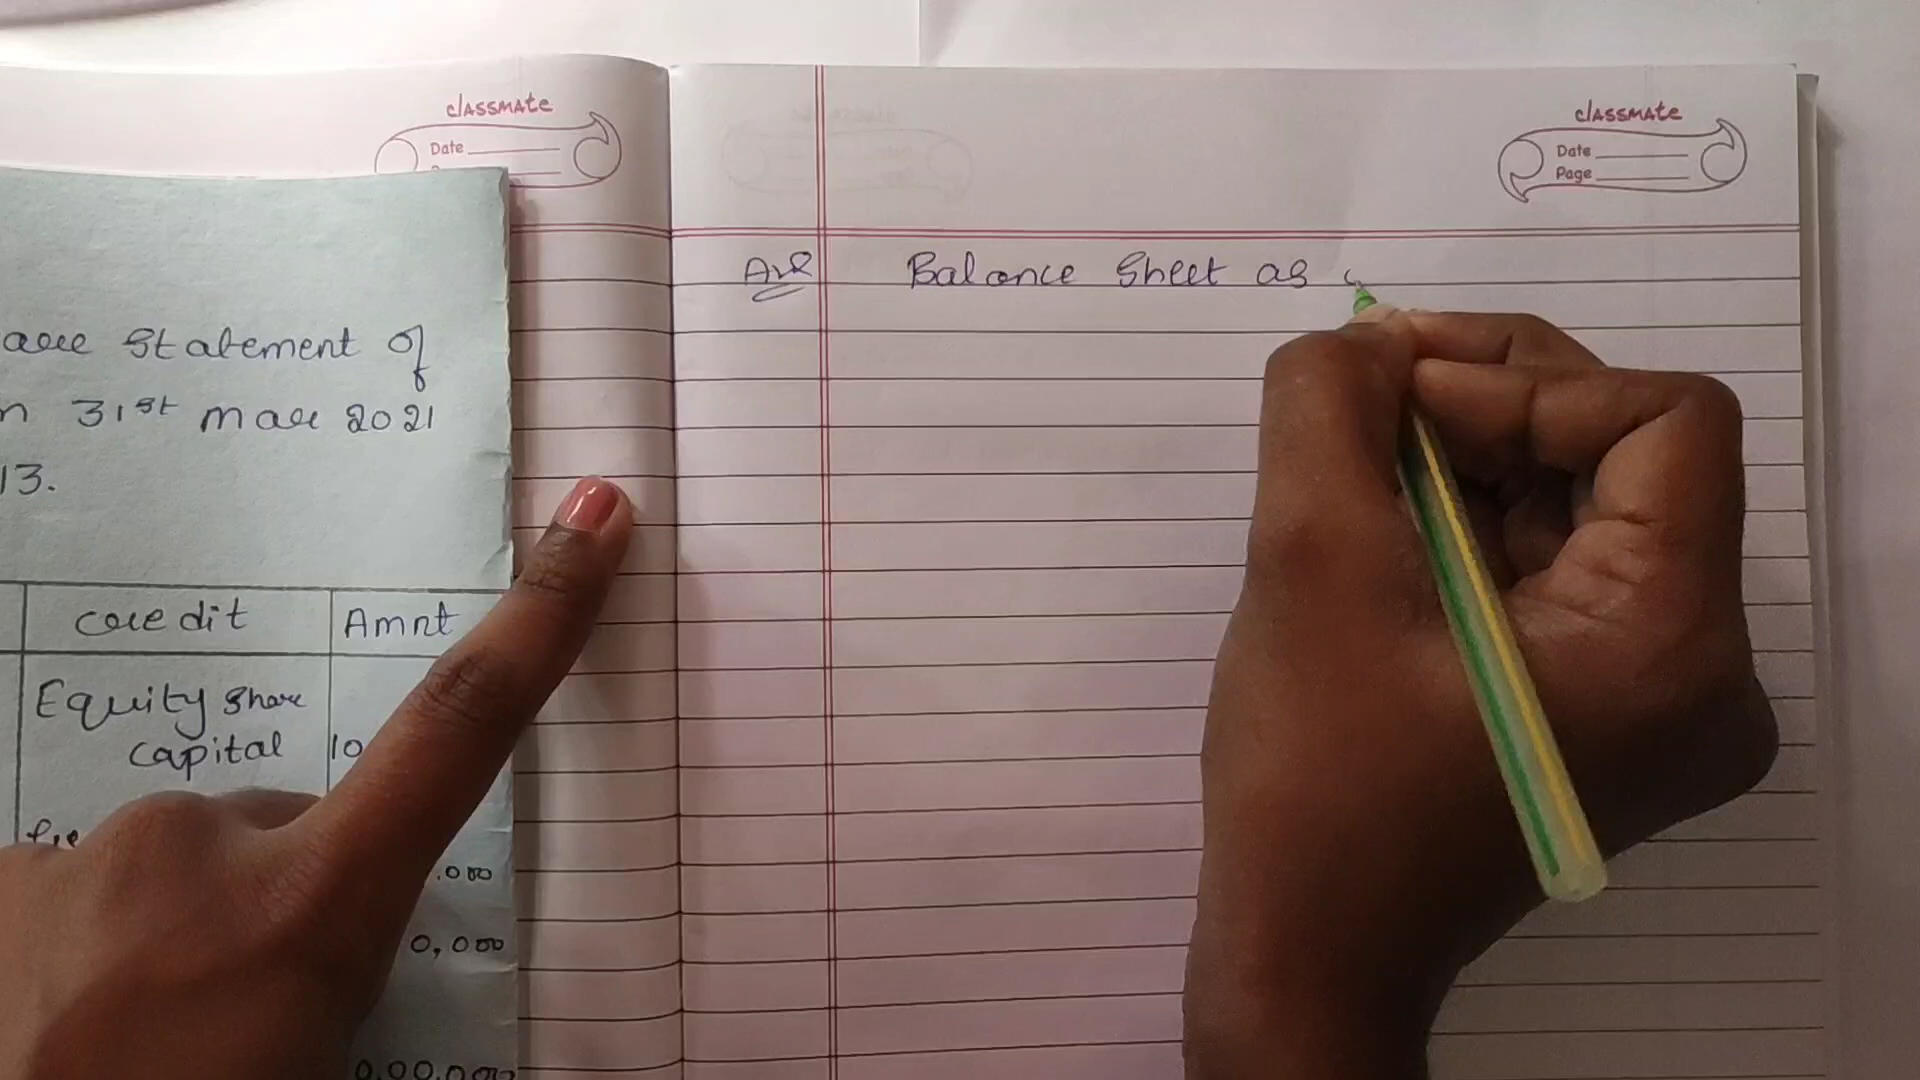 classmate
Date
classmate
Date
Page
Ans Balance Sheet as
Statement of
31st mar 2021
13.
credit Amnt
Equity share
capital 10
.000
0,000
0,00,000